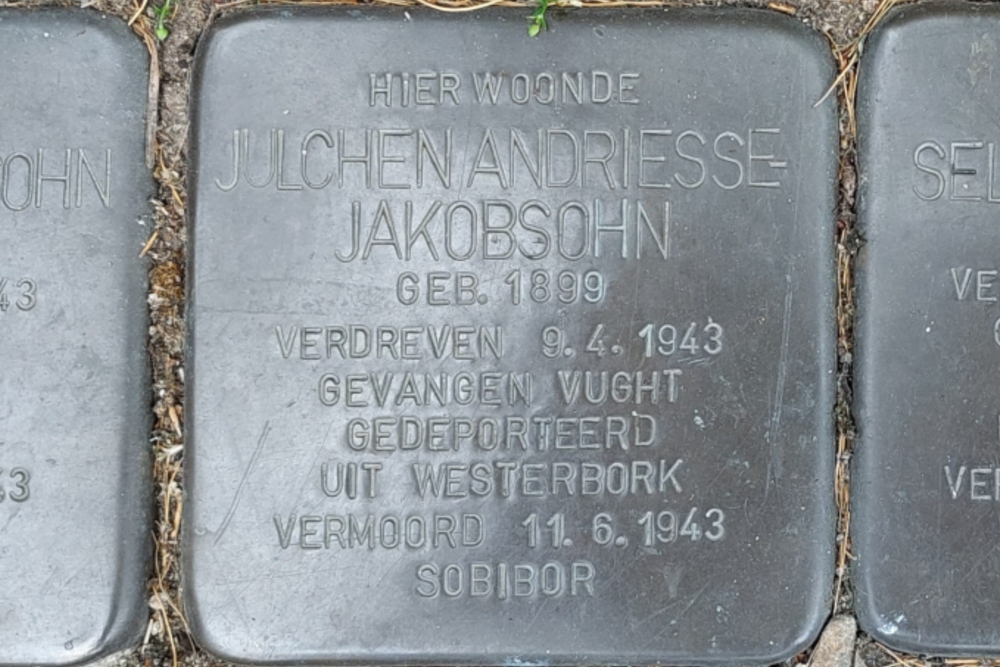 HIER WOONDE
JULCHEN ANDRIESSE-
JAKOBSOHN
GEB. 1899
VERDREVEN 9.4.1943
GEVANGEN VUGHT
GEDEPORTEERD
UIT WESTERBORK
VERMOORD 11.6.1943
SOBIBOR